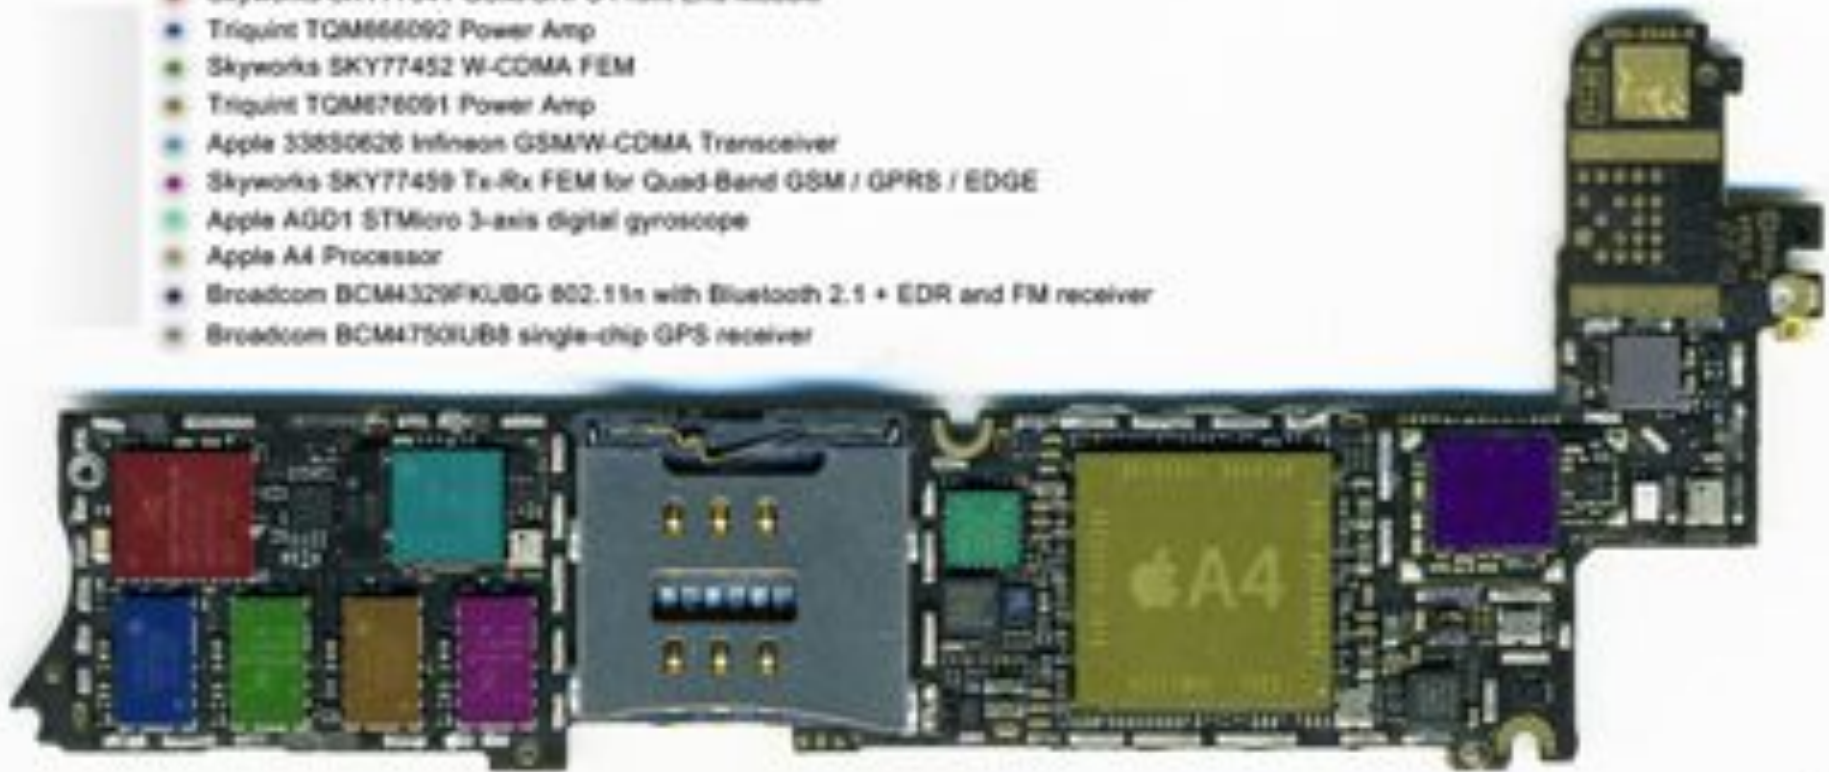 Triquint TQM666092 Power Amp
Skyworks SKY77452 W-CDMA FEM
Triquint TQM676091 Power Amp
Apple 338S0626 Infineon GSM/W-CDMA Transceiver
Skyworks SKY77459 Tx-Rx FEM for Quad-Band GSM / GPRS / EDGE
Apple AGD1 STMicro 3-axis digital gyroscope
Apple A4 Processor
Broadcom BCM4329FKUBG 802.11n with Bluetooth 2.1 + EDR and FM receiver
Broadcom BCM4750IUB8 single-chip GPS receiver
A4